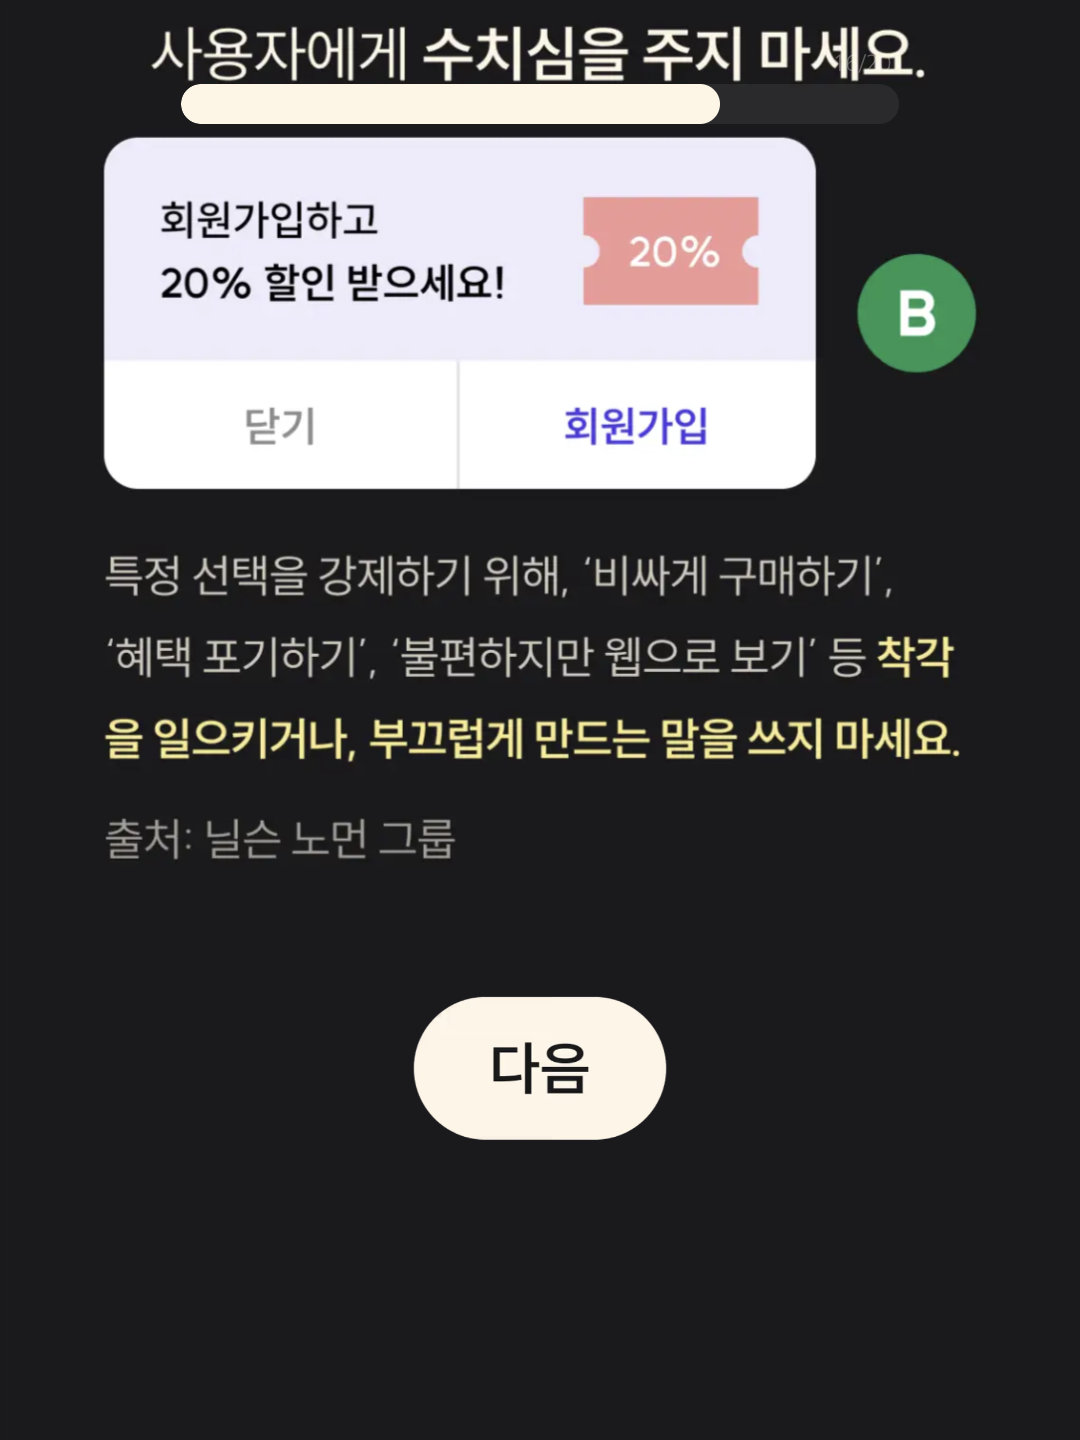 사용자에게 수치심을 주지 마세요.
회원가입하고
20%
20% 할인 받으세요!
B
닫기
회원가입
특정 선택을 강제하기 위해, ‘비싸게 구매하기’,
‘혜택 포기하기’, ‘불편하지만 웹으로 보기’ 등 착각
을 일으키거나, 부끄럽게 만드는 말을 쓰지 마세요.
출처: 닐슨 노먼 그룹
다음